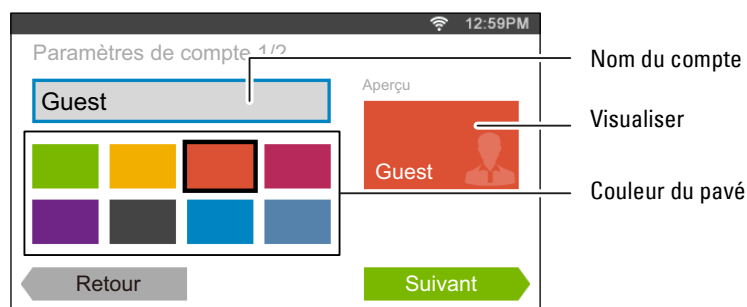 12:59PM
Paramètres de compte 1/2
Nom du compte
Aperçu
Guest
Visualiser
Guest
Couleur du pavé
Retour
Suivant